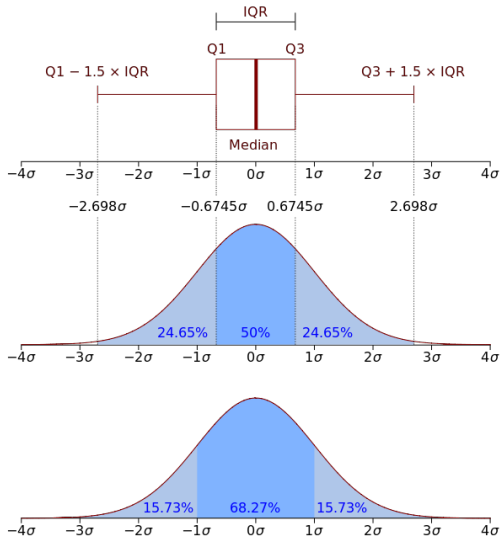 IQR
Q1 Q3
Q1 − 1.5 × IQR Q3 + 1.5 × IQR
Median
−4σ −3σ −2σ −1σ 0σ 1σ 2σ 3σ 4σ
−2.698σ −0.6745σ 0.6745σ 2.698σ
24.65% 50% 24.65%
−4σ −3σ −2σ −1σ 0σ 1σ 2σ 3σ 4σ
15.73% 68.27% 15.73%
−4σ −3σ −2σ −1σ 0σ 1σ 2σ 3σ 4σ